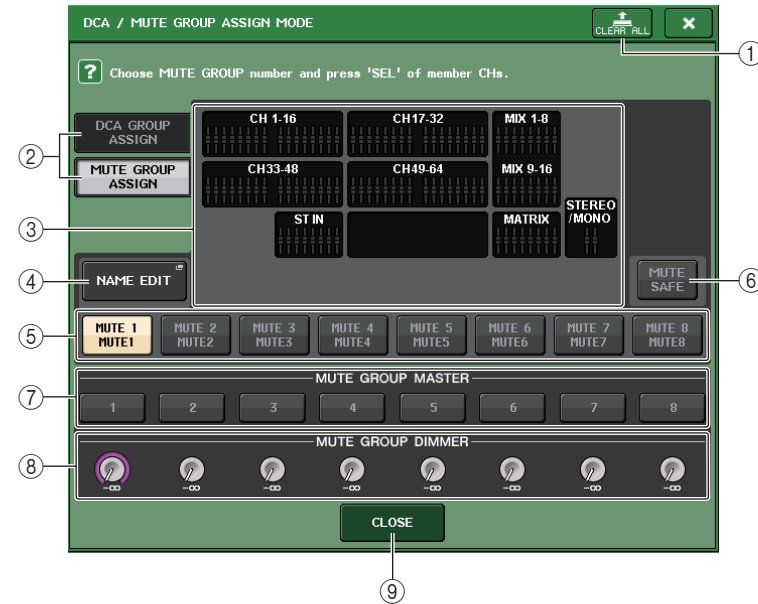 DCA / MUTE GROUP ASSIGN MODE
CLEAR ALL
×
①
? Choose MUTE GROUP number and press 'SEL' of member CHs.
②
DCA GROUP
ASSIGN
MUTE GROUP
ASSIGN
③
CH 1-16
CH17-32
MIX 1-8
CH33-48
CH49-64
MIX 9-16
ST IN
MATRIX
STEREO
/MONO
④
NAME EDIT
MUTE
SAFE
⑥
⑤
MUTE 1
MUTE1
MUTE 2
MUTE2
MUTE 3
MUTE3
MUTE 4
MUTE4
MUTE 5
MUTE5
MUTE 6
MUTE6
MUTE 7
MUTE7
MUTE 8
MUTE8
⑦
MUTE GROUP MASTER
1 2 3 4 5 6 7 8
⑧
MUTE GROUP DIMMER
-∞ -∞ -∞ -∞ -∞ -∞ -∞ -∞
CLOSE
⑨